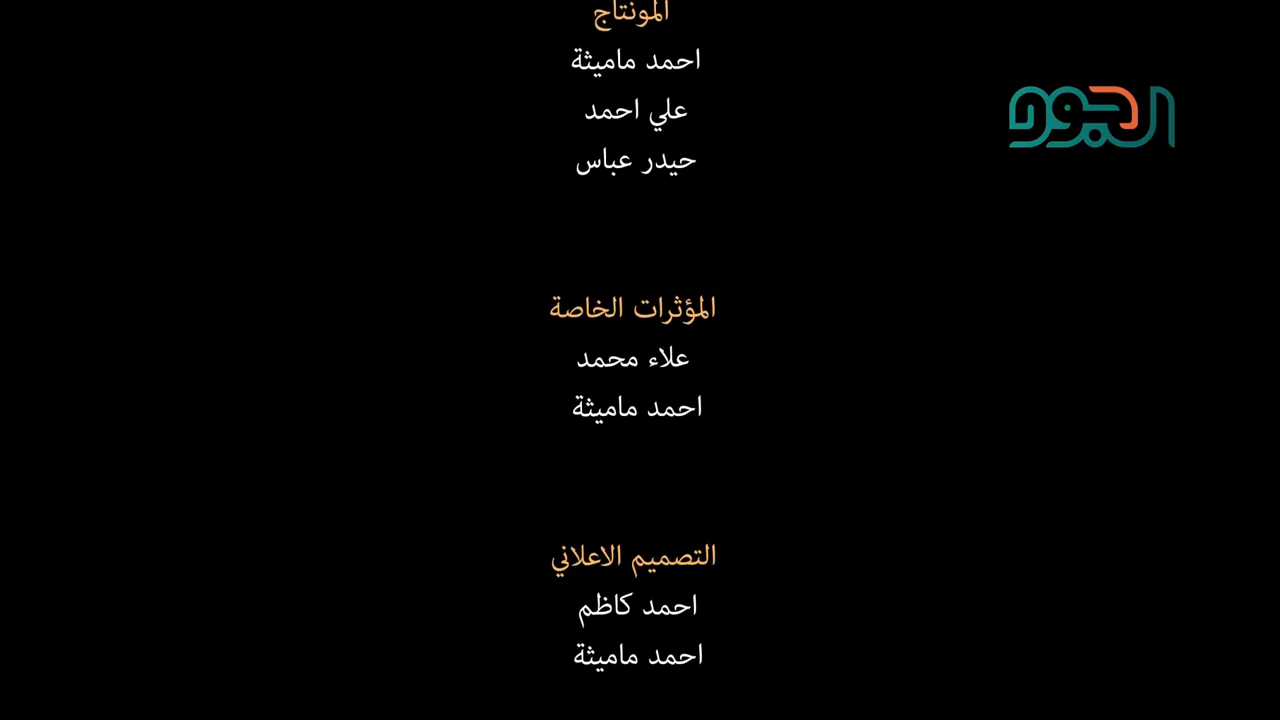 المونتاج
احمد ماميثة
علي احمد
حيدر عباس
الجود
المؤثرات الخاصة
علاء محمد
احمد ماميثة
التصميم الاعلاني
احمد كاظم
احمد ماميثة